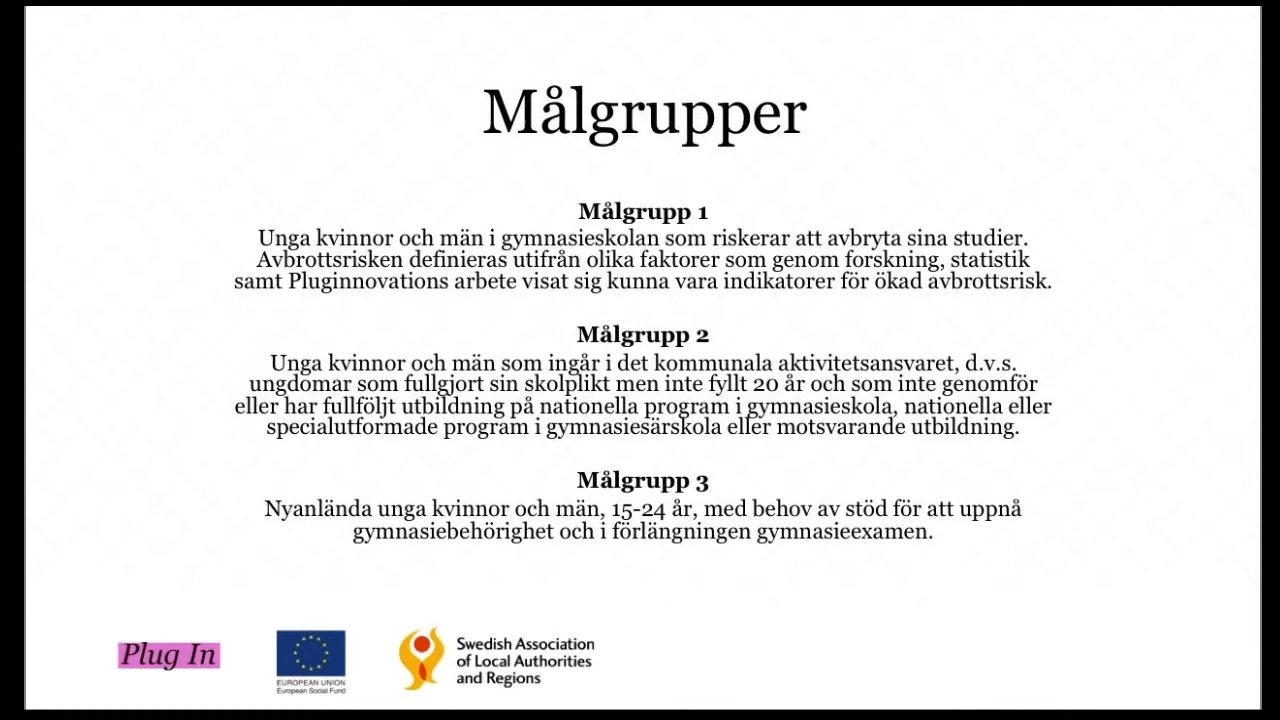 Målgrupper
Målgrupp 1
Unga kvinnor och män i gymnasieskolan som riskerar att avbryta sina studier.
Avbrottsrisken definieras utifrån olika faktorer som genom forskning, statistik
samt Pluginnovations arbete visat sig kunna vara indikatorer för ökad avbrottsrisk.
Målgrupp 2
Unga kvinnor och män som ingår i det kommunala aktivitetsansvaret, d.v.s.
ungdomar som fullgjort sin skolplikt men inte fyllt 20 år och som inte genomför
eller har fullföljt utbildning på nationella program i gymnasieskola, nationella eller
specialutformade program i gymnasiesärskola eller motsvarande utbildning.
Målgrupp 3
Nyanlända unga kvinnor och män, 15-24 år, med behov av stöd för att uppnå
gymnasiebehörighet och i förlängningen gymnasieexamen.
Plug In
EUROPEAN UNION
European Social Fund
Swedish Association
of Local Authorities
and Regions